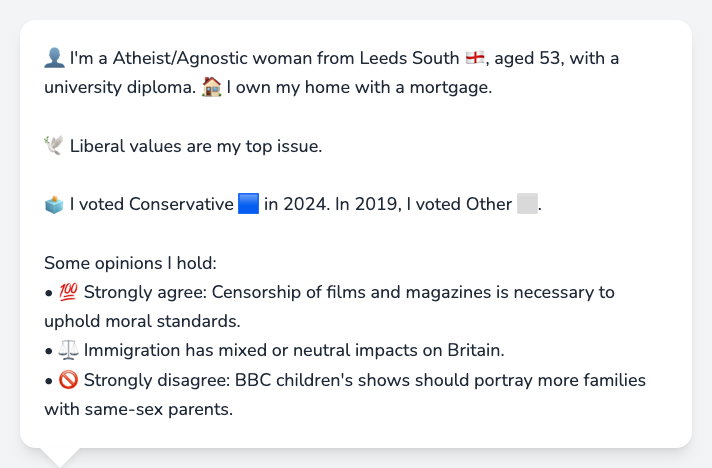 👤 I'm a Atheist/Agnostic woman from Leeds South 🏴󠁧󠁢󠁥󠁮󠁧󠁿, aged 53, with a
university diploma. 🏠 I own my home with a mortgage.
🕊️ Liberal values are my top issue.
🗳️ I voted Conservative 🟦 in 2024. In 2019, I voted Other ⬜.
Some opinions I hold:
• 💯 Strongly agree: Censorship of films and magazines is necessary to
uphold moral standards.
• ⚖️ Immigration has mixed or neutral impacts on Britain.
• 🚫 Strongly disagree: BBC children's shows should portray more families
with same-sex parents.